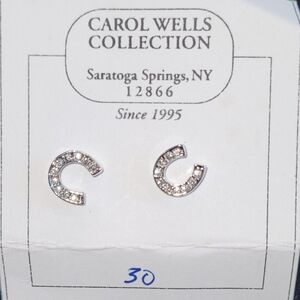 CAROL WELLS
COLLECTION
Saratoga Springs, NY
12866
Since 1995
30